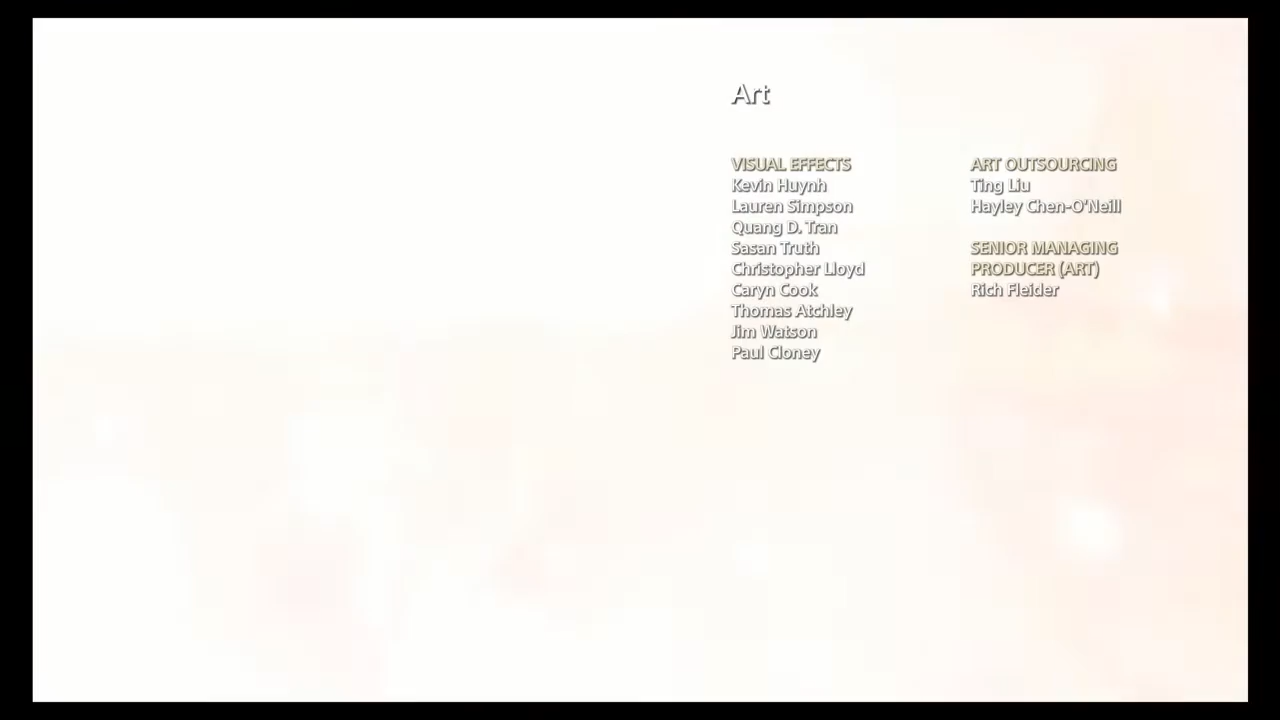 Art
VISUAL EFFECTS
Kevin Huynh
Lauren Simpson
Quang D. Tran
Sasan Truth
Christopher Lloyd
Caryn Cook
Thomas Atchley
Jim Watson
Paul Cloney
ART OUTSOURCING
Ting Liu
Hayley Chen-O'Neill
SENIOR MANAGING
PRODUCER (ART)
Rich Fleider